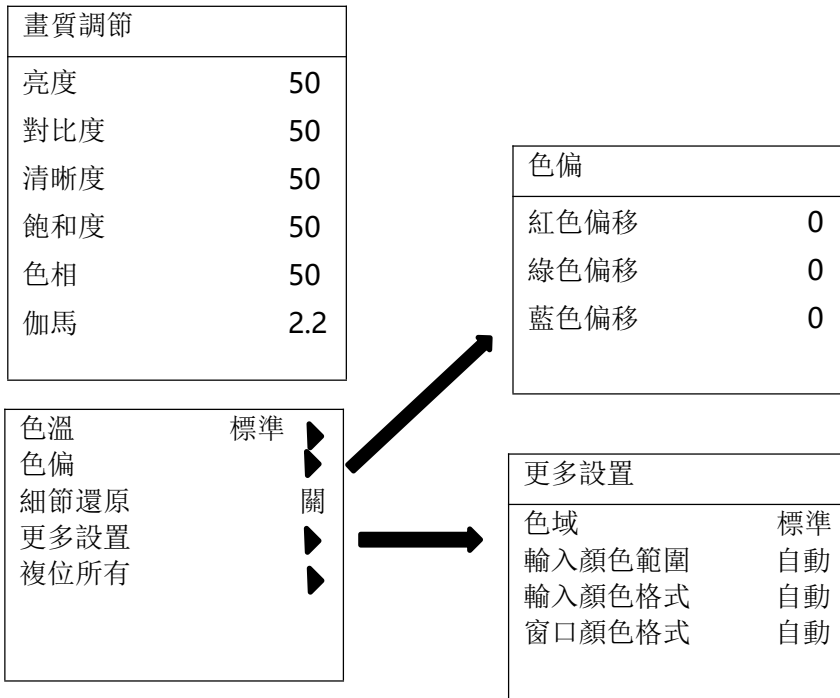 畫質調節
亮度 50
對比度 50
清晰度 50
飽和度 50
色相 50
伽馬 2.2
色溫 標準
色偏
細節還原 關
更多設置
複位所有
色偏
紅色偏移 0
綠色偏移 0
藍色偏移 0
更多設置
色域 標準
輸入顏色範圍 自動
輸入顏色格式 自動
窗口顏色格式 自動